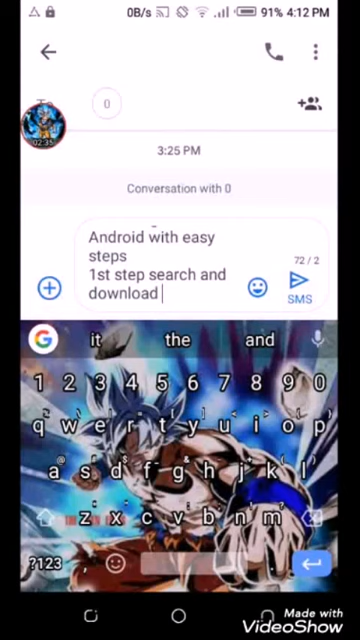 0B/s 91% 4:12 PM
0
02:35
3:25 PM
Conversation with 0
Android with easy
steps
1st step search and
download
72 / 2
SMS
G it the and
1 2 3 4 5 6 7 8 9 0
q w e r t y u i o p
a s d f g h j k l
z x c v b n m
?123 , .
Made with
VideoShow